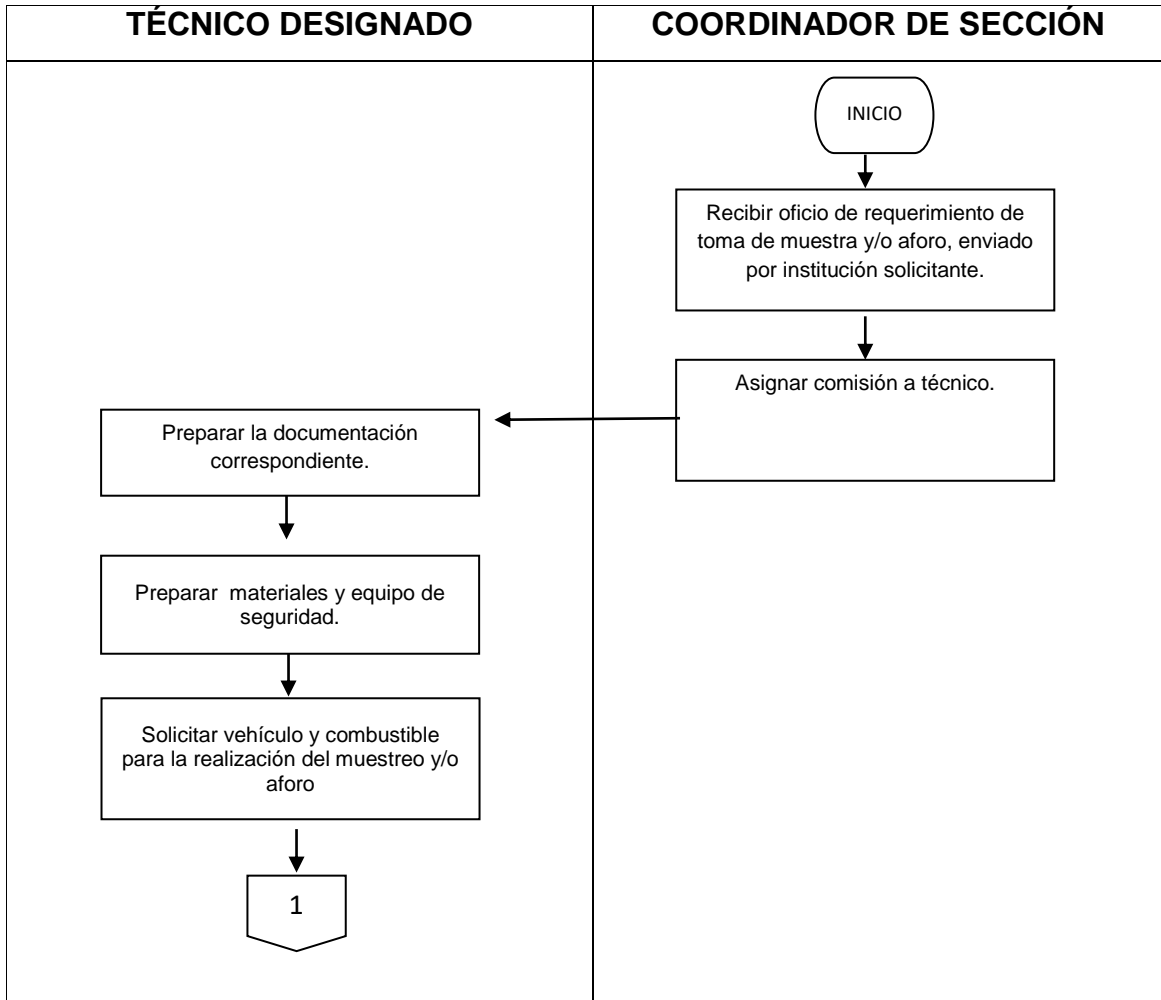 TÉCNICO DESIGNADO
COORDINADOR DE SECCIÓN
INICIO
Recibir oficio de requerimiento de
toma de muestra y/o aforo, enviado
por institución solicitante.
Asignar comisión a técnico.
Preparar la documentación
correspondiente.
Preparar materiales y equipo de
seguridad.
Solicitar vehículo y combustible
para la realización del muestreo y/o
aforo
1